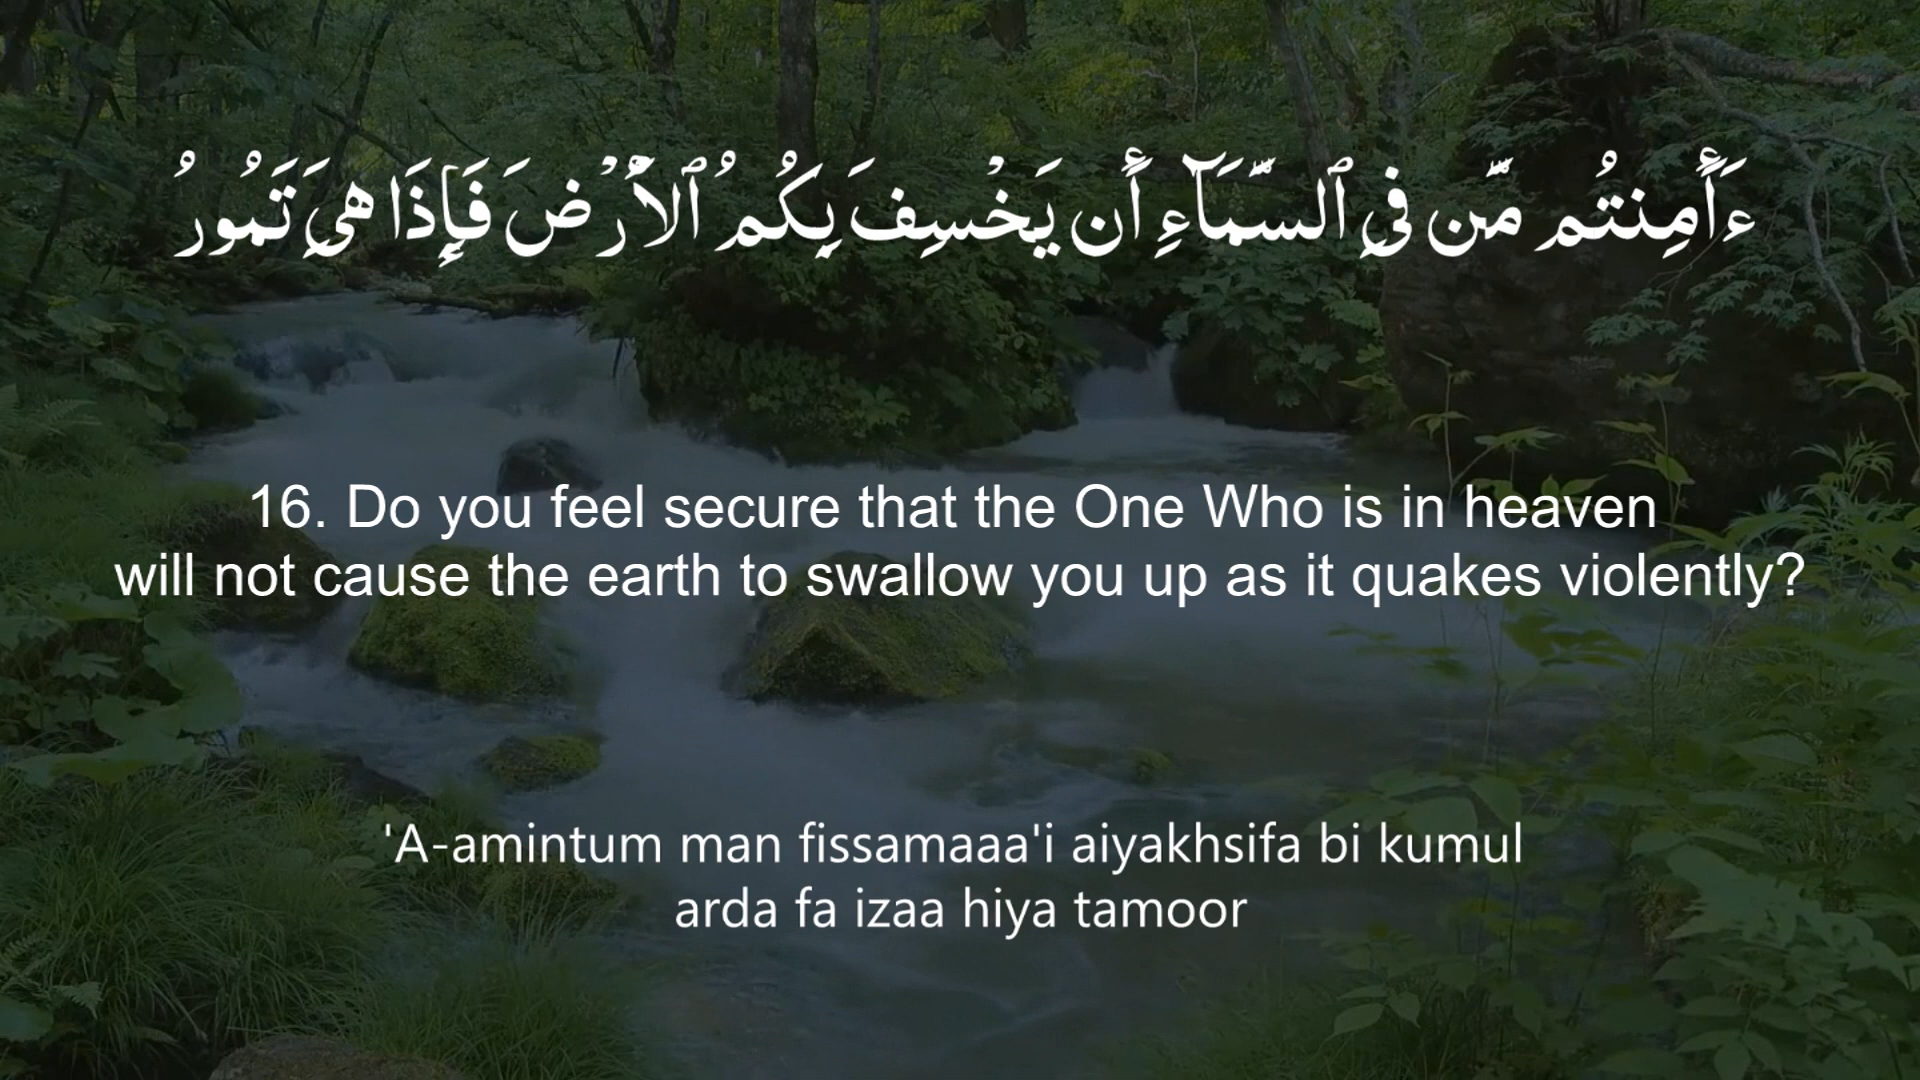 ءَأَمِنتُم مَّن فِى ٱلسَّمَآءِ أَن يَخْسِفَ بِكُمُ ٱلْأَرْضَ فَإِذَا هِىَ تَمُورُ
16. Do you feel secure that the One Who is in heaven
will not cause the earth to swallow you up as it quakes violently?
'A-amintum man fissamaaa'i aiyakhsifa bi kumul
arda fa izaa hiya tamoor